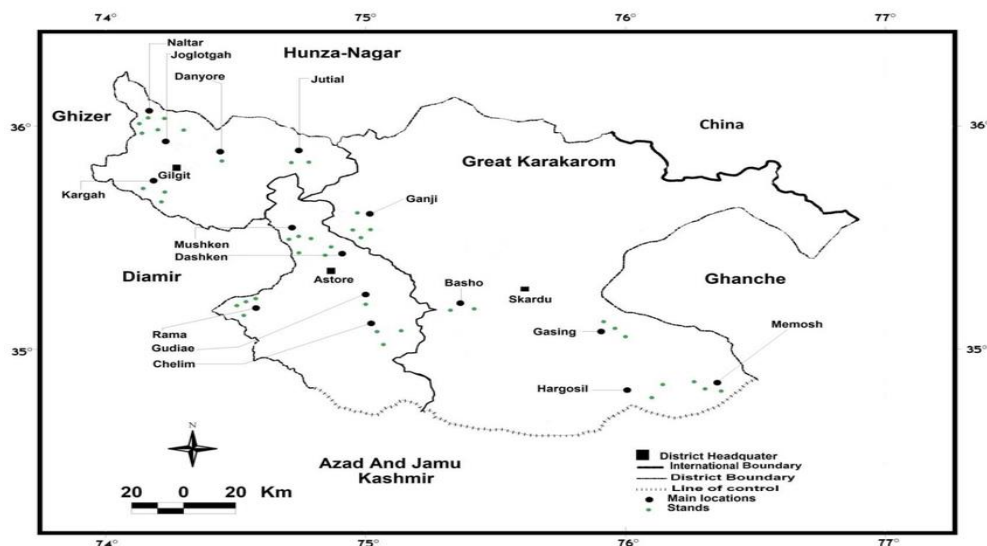 74°
75°
76°
77°
Naltar
Joglotgah
Hunza-Nagar
Danyore
Jutial
Ghizer
36°
36°
China
Great Karakarom
Gilgit
Kargah
Ganji
Mushken
Dashken
Diamir
Astore
Basho
Ghanche
Skardu
Rama
Gudiae
Chelim
Gasing
Memosh
35°
35°
Hargosil
N
Azad And Jamu
Kashmir
20 0 20 Km
District Headquater
International Boundary
District Boundary
Line of control
Main locations
Stands
74°
75°
76°
77°